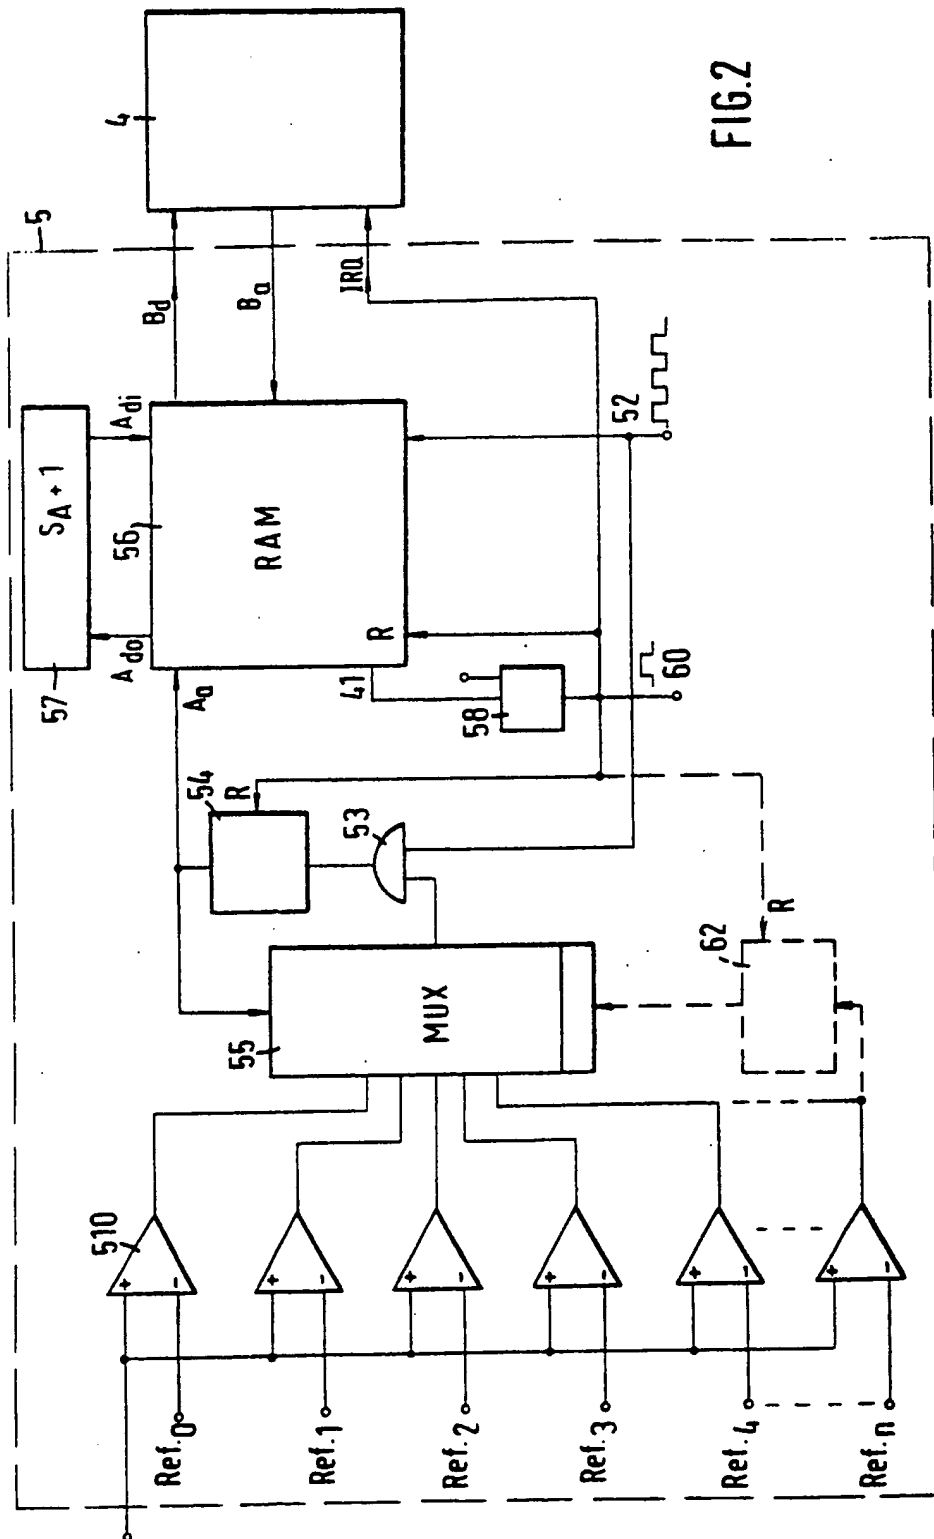 FIG.2
4
5
Bd
Ba
IRQ
SA+1
57
Ado
Adi
56
RAM
R
Aa
41
58
60
52
54
R
53
55
MUX
62
R
510
+
-
+
-
+
-
+
-
+
-
+
-
Ref.0
Ref.1
Ref.2
Ref.3
Ref.4
Ref.n